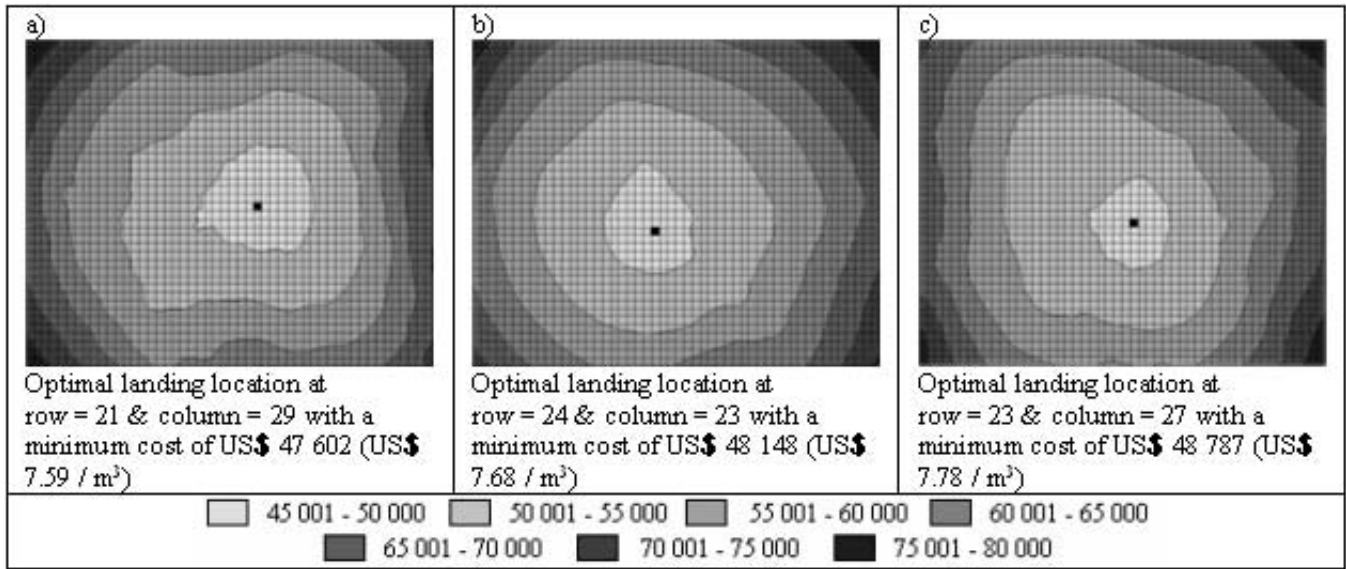 a)
Optimal landing location at
row = 21 & column = 29 with a
minimum cost of US$ 47 602 (US$
7.59 / m³)
b)
Optimal landing location at
row = 24 & column = 23 with a
minimum cost of US$ 48 148 (US$
7.68 / m³)
c)
Optimal landing location at
row = 23 & column = 27 with a
minimum cost of US$ 48 787 (US$
7.78 / m³)
45 001 - 50 000 50 001 - 55 000 55 001 - 60 000 60 001 - 65 000
65 001 - 70 000 70 001 - 75 000 75 001 - 80 000